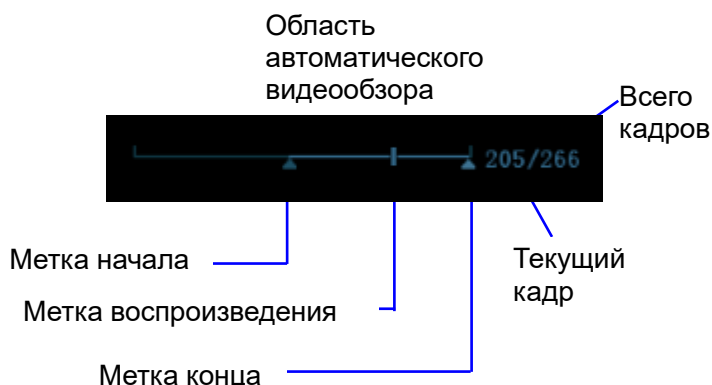 Область
автоматического
видеообзора
Всего
кадров
205/266
Метка начала
Текущий
кадр
Метка воспроизведения
Метка конца